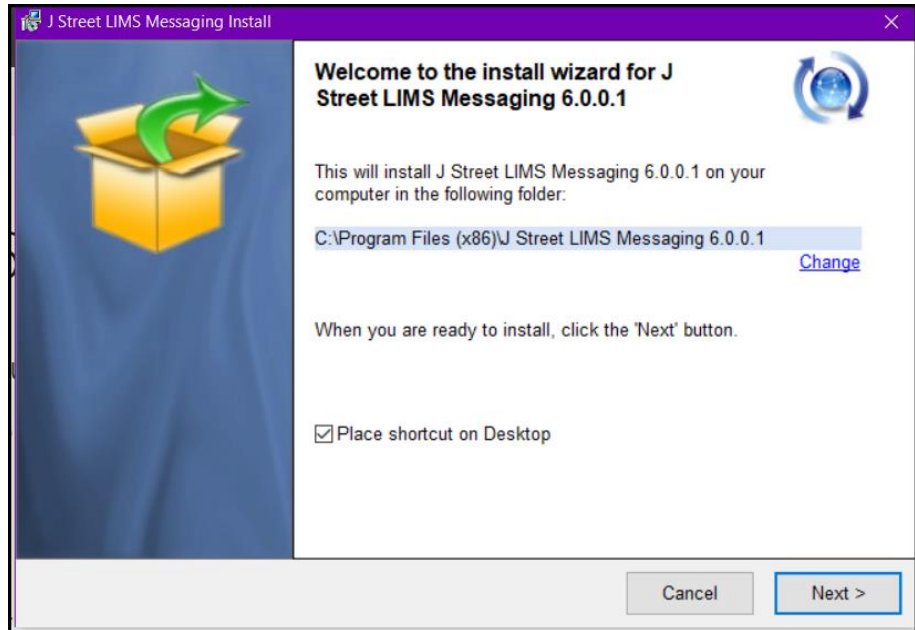 J Street LIMS Messaging Install
Welcome to the install wizard for J
Street LIMS Messaging 6.0.0.1
This will install J Street LIMS Messaging 6.0.0.1 on your
computer in the following folder:
C:\Program Files (x86)\J Street LIMS Messaging 6.0.0.1
Change
When you are ready to install, click the 'Next' button.
Place shortcut on Desktop
Cancel
Next >